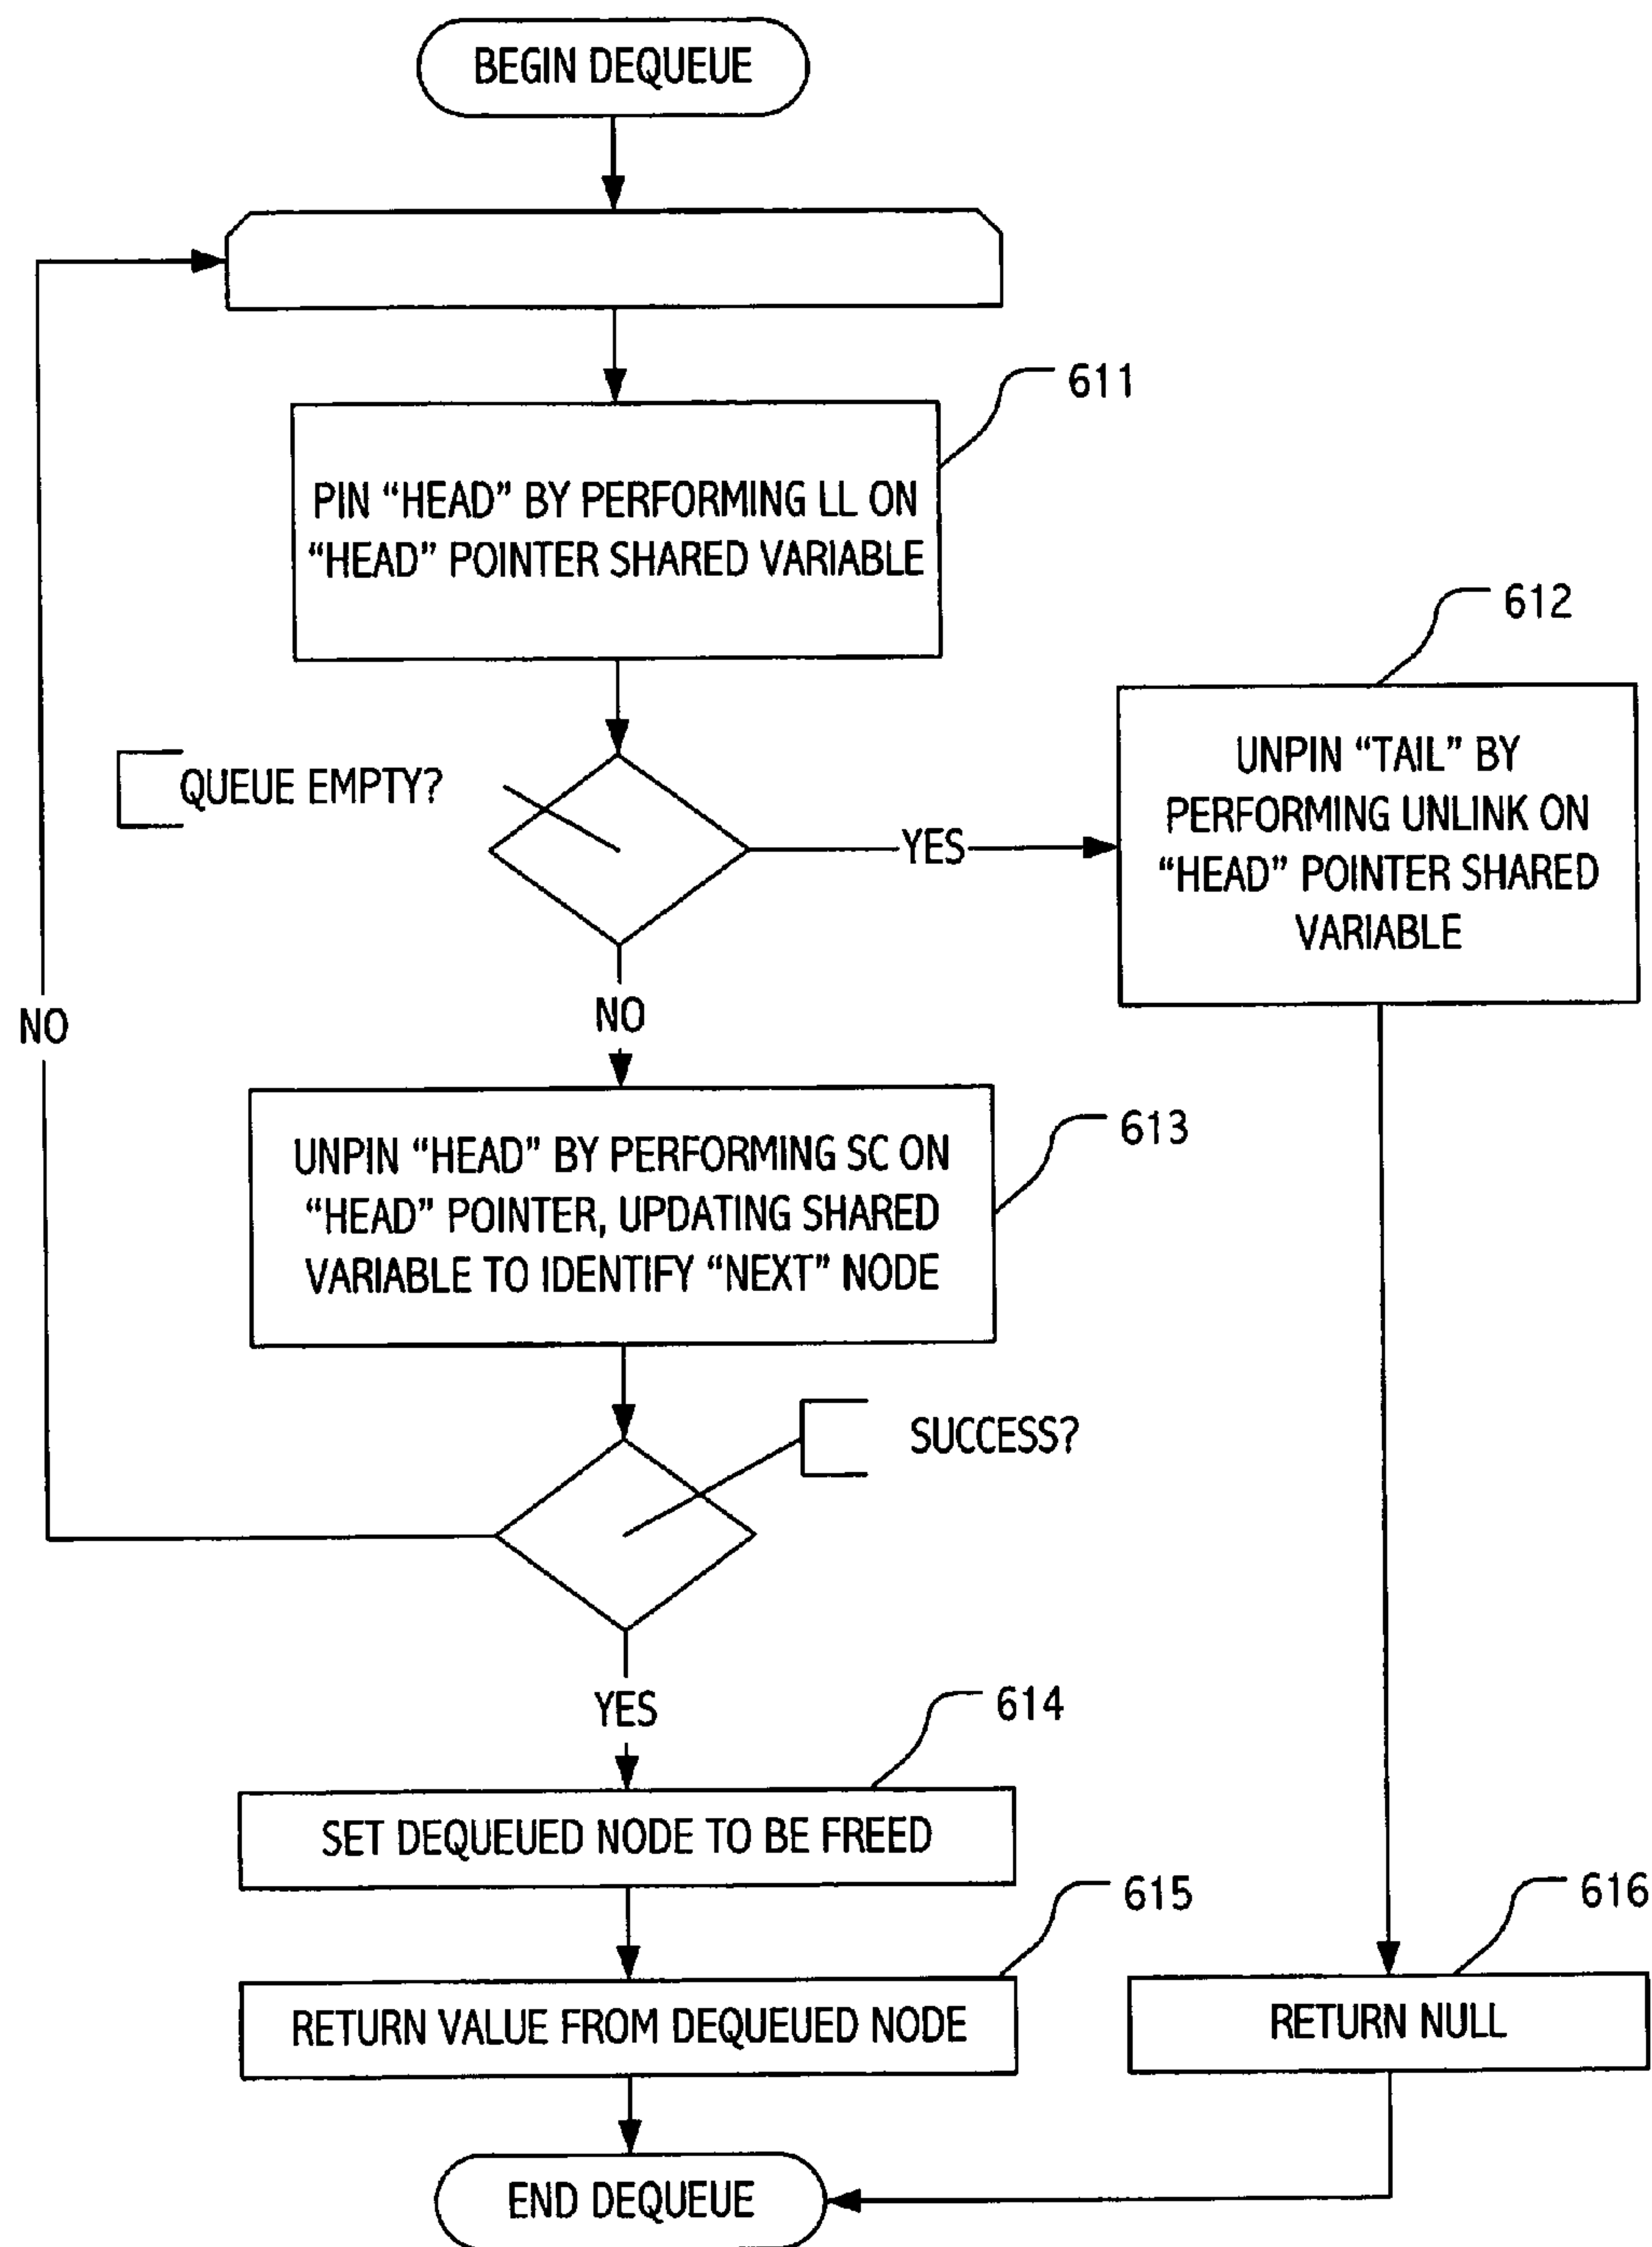 BEGIN DEQUEUE
611
PIN “HEAD” BY PERFORMING LL ON
“HEAD” POINTER SHARED VARIABLE
612
UNPIN “TAIL” BY
PERFORMING UNLINK ON
“HEAD” POINTER SHARED
VARIABLE
QUEUE EMPTY?
YES
NO
NO
613
UNPIN “HEAD” BY PERFORMING SC ON
“HEAD” POINTER, UPDATING SHARED
VARIABLE TO IDENTIFY “NEXT” NODE
SUCCESS?
YES
614
SET DEQUEUED NODE TO BE FREED
615
RETURN VALUE FROM DEQUEUED NODE
616
RETURN NULL
END DEQUEUE